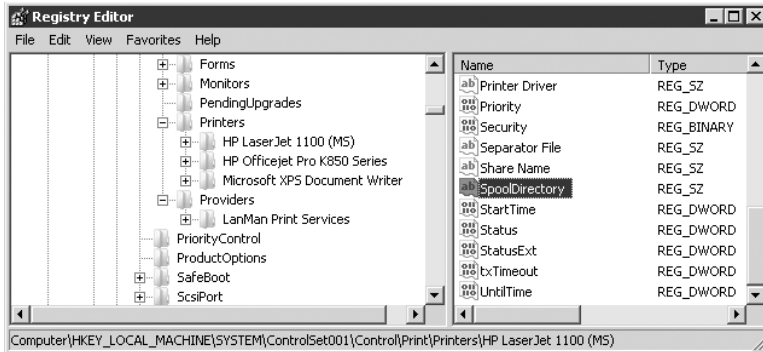 Registry Editor
File Edit View Favorites Help
Forms
Monitors
PendingUpgrades
Printers
HP LaserJet 1100 (MS)
HP Officejet Pro K850 Series
Microsoft XPS Document Writer
Providers
LanMan Print Services
PriorityControl
ProductOptions
SafeBoot
ScsiPort
Name Type
Printer Driver REG_SZ
Priority REG_DWORD
Security REG_BINARY
Separator File REG_SZ
Share Name REG_SZ
SpoolDirectory REG_SZ
StartTime REG_DWORD
Status REG_DWORD
StatusExt REG_DWORD
txTimeout REG_DWORD
UntilTime REG_DWORD
Computer\HKEY_LOCAL_MACHINE\SYSTEM\ControlSet001\Control\Print\Printers\HP LaserJet 1100 (MS)